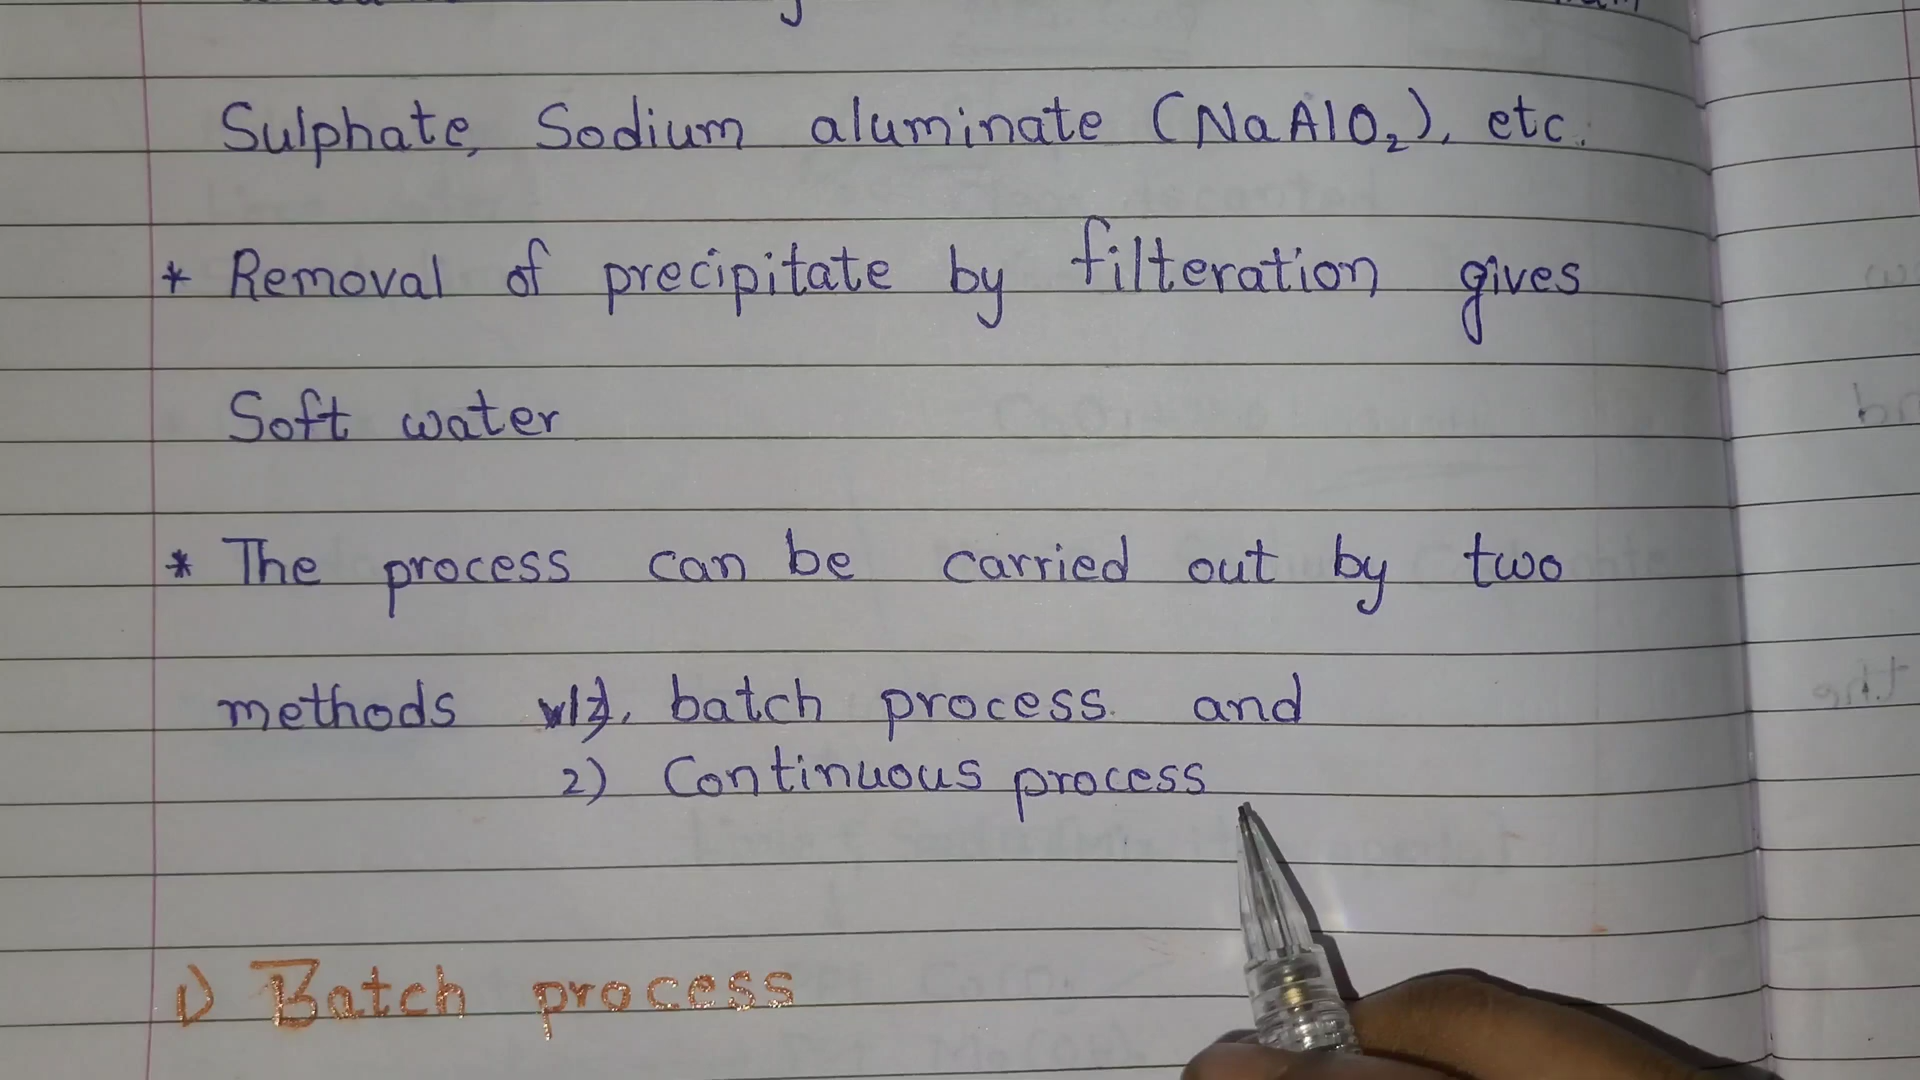 Sulphate, Sodium aluminate (NaAlO₂), etc.
* Removal of precipitate by filteration gives
Soft water
* The process can be carried out by two
methods 1), batch process and
2) Continuous process
1) Batch process